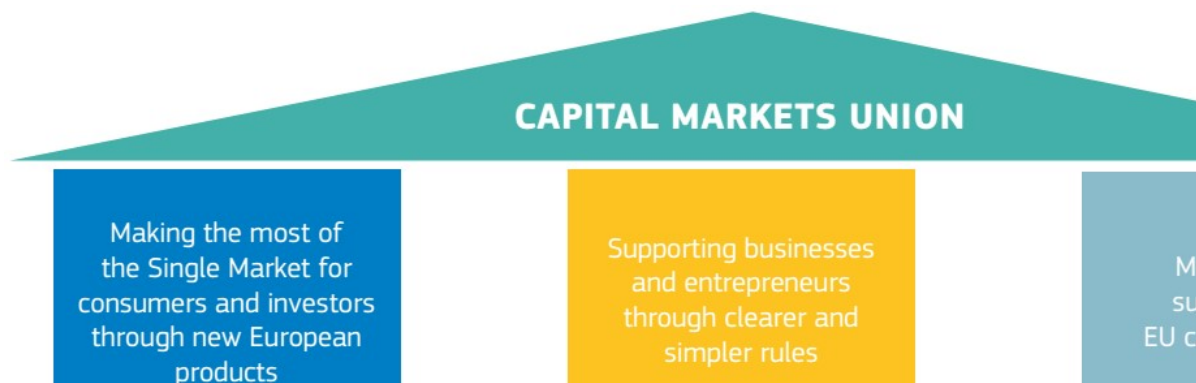 CAPITAL MARKETS UNION
Making the most of
the Single Market for
consumers and investors
through new European
products
Supporting businesses
and entrepreneurs
through clearer and
simpler rules
EU